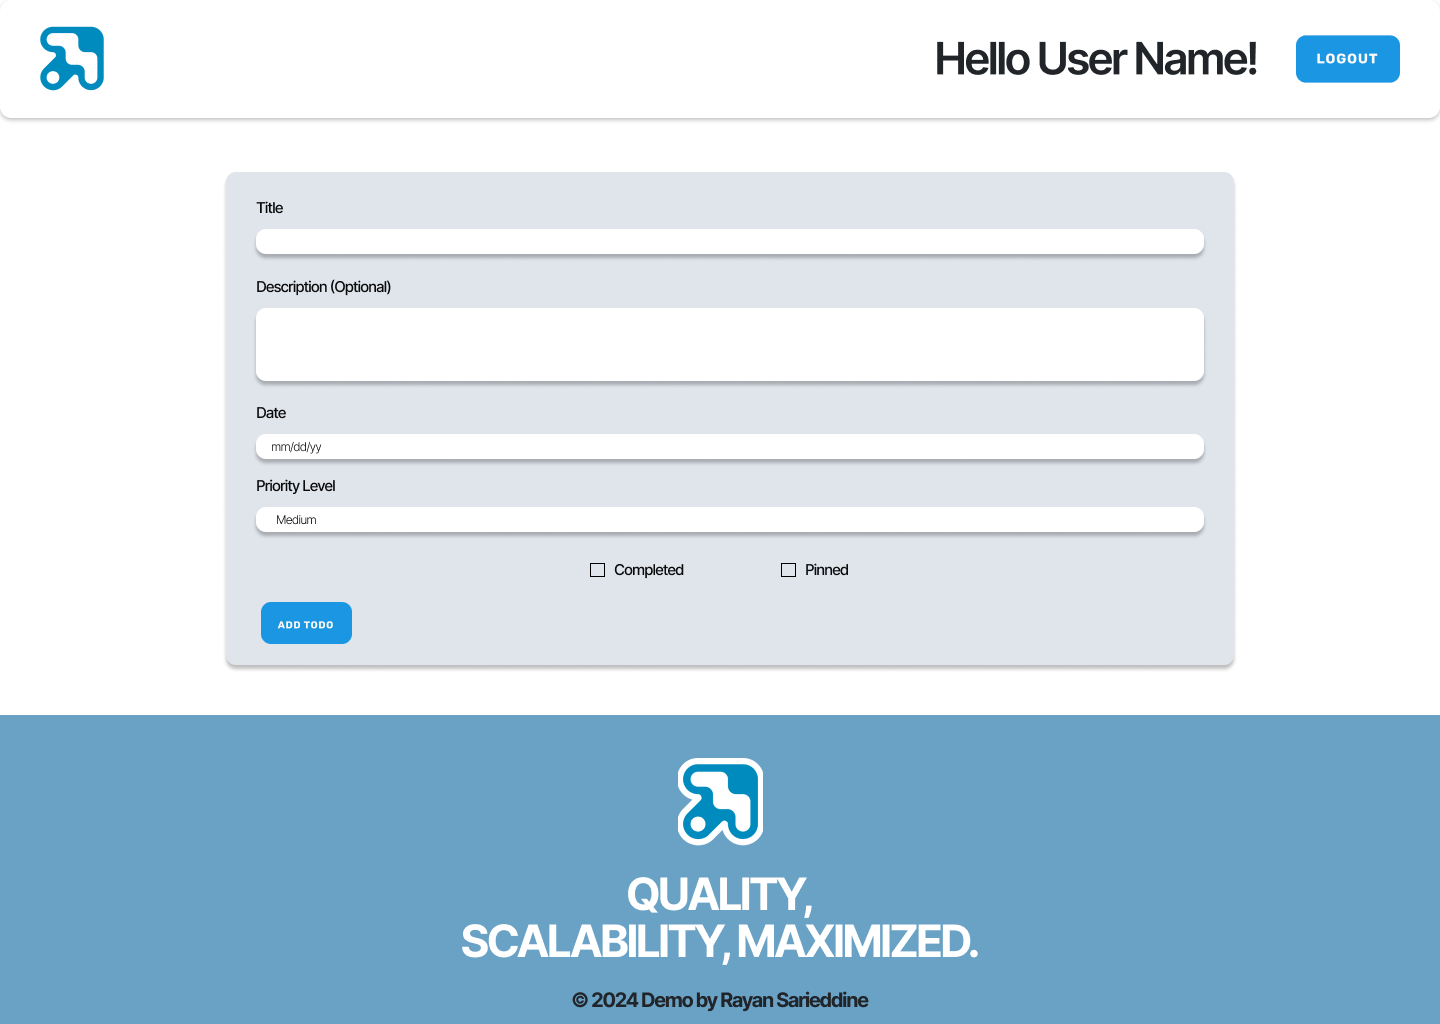 Hello User Name!
LOGOUT
Title
Description (Optional)
Date
mm/dd/yy
Priority Level
Medium
Completed
Pinned
ADD TODO
QUALITY,
SCALABILITY, MAXIMIZED.
© 2024 Demo by Rayan Sarieddine